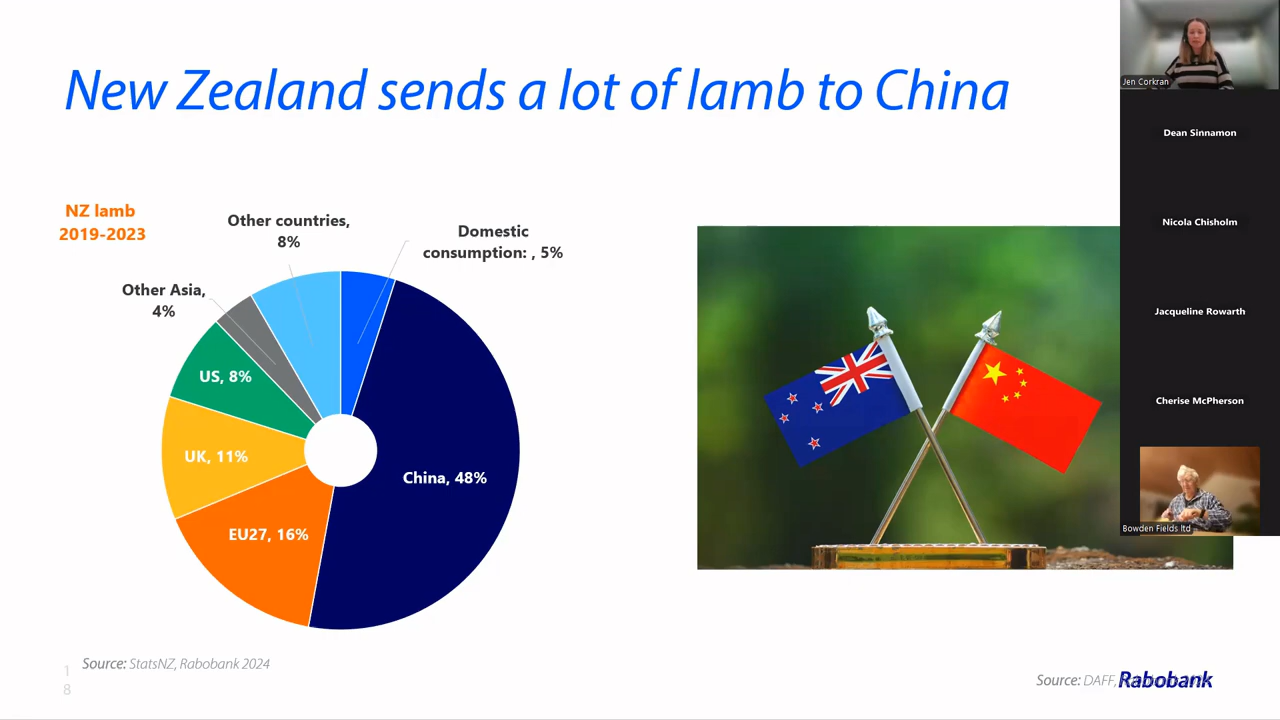 New Zealand sends a lot of lamb to China
NZ lamb
2019-2023
Other countries,
8%
Domestic
consumption: , 5%
Other Asia,
4%
US, 8%
UK, 11%
China, 48%
EU27, 16%
Source: StatsNZ, Rabobank 2024
1
8
Source: DAFF,
Rabobank
Jen Corkran
Dean Sinnamon
Nicola Chisholm
Jacqueline Rowarth
Cherise McPherson
Bowden Fields ltd